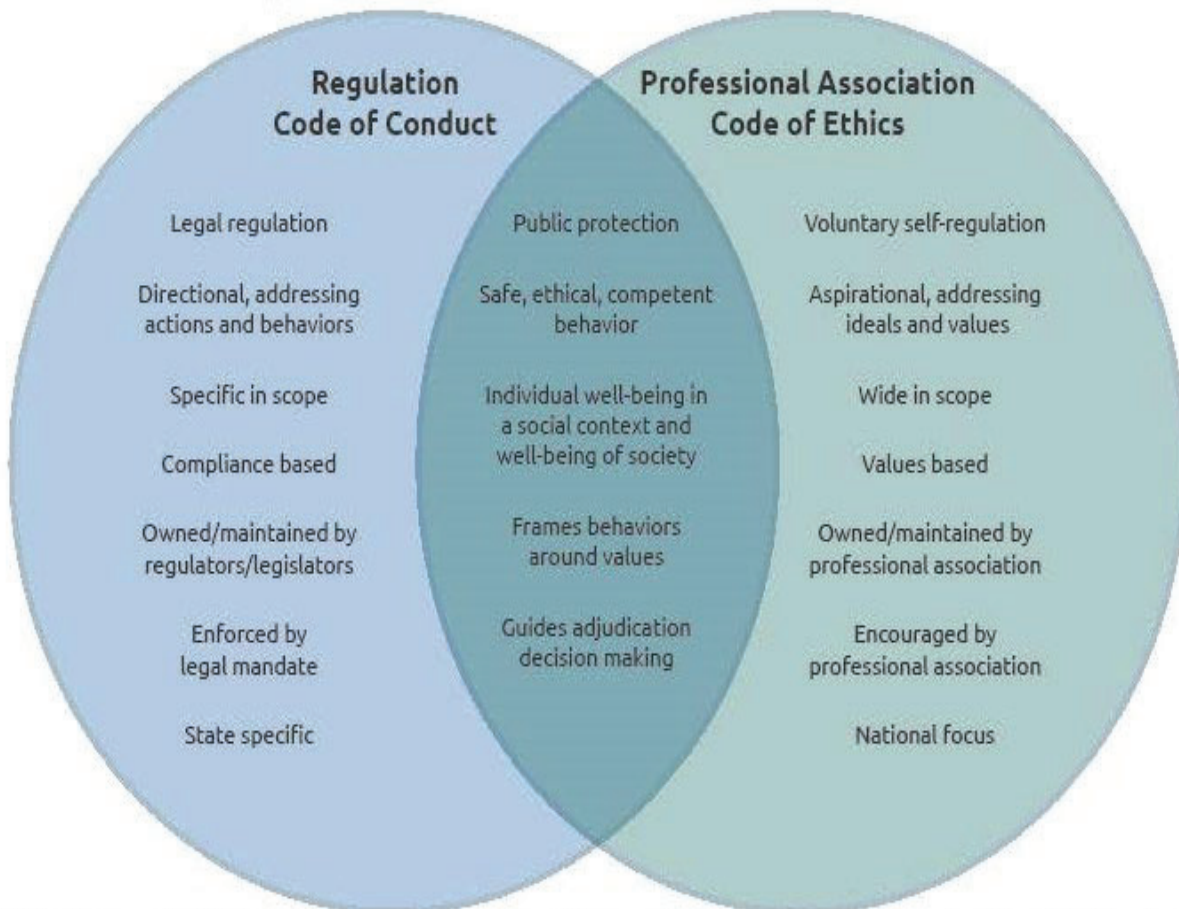 Regulation
Code of Conduct
Professional Association
Code of Ethics
Legal regulation
Directional, addressing
actions and behaviors
Specific in scope
Compliance based
Owned/maintained by
regulators/legislators
Enforced by
legal mandate
State specific
Public protection
Safe, ethical, competent
behavior
Individual well-being in
a social context and
well-being of society
Frames behaviors
around values
Guides adjudication
decision making
Voluntary self-regulation
Aspirational, addressing
ideals and values
Wide in scope
Values based
Owned/maintained by
professional association
Encouraged by
professional association
National focus